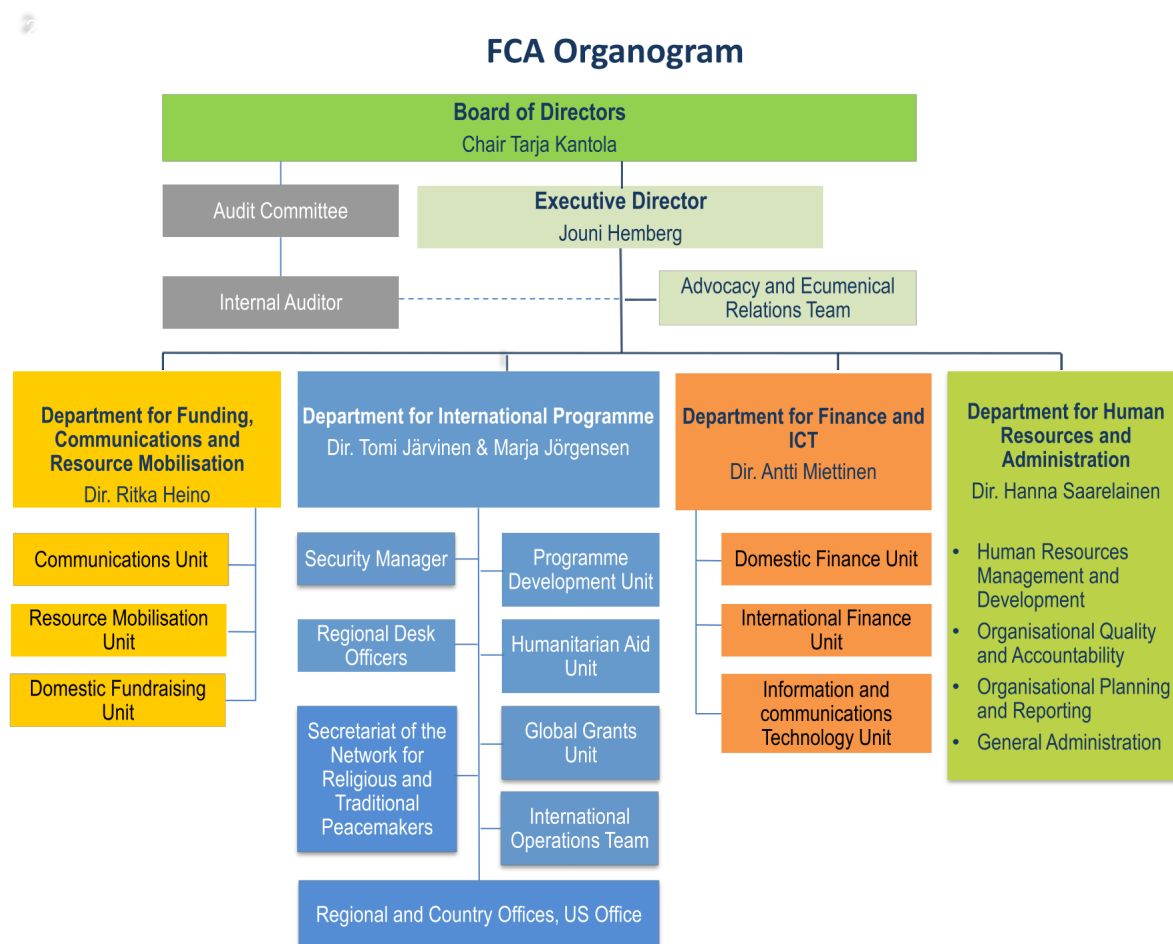 FCA Organogram
Board of Directors
Chair Tarja Kantola
Audit Committee
Executive Director
Jouni Hemberg
Internal Auditor
Advocacy and Ecumenical
Relations Team
Department for Funding,
Communications and
Resource Mobilisation
Dir. Ritka Heino
Communications Unit
Resource Mobilisation
Unit
Domestic Fundraising
Unit
Department for International Programme
Dir. Tomi Järvinen & Marja Jörgensen
Security Manager
Regional Desk
Officers
Secretariat of the
Network for
Religious and
Traditional
Peacemakers
Programme
Development Unit
Humanitarian Aid
Unit
Global Grants
Unit
International
Operations Team
Regional and Country Offices, US Office
Department for Finance and
ICT
Dir. Antti Miettinen
Domestic Finance Unit
International Finance
Unit
Information and
communications
Technology Unit
Department for Human
Resources and
Administration
Dir. Hanna Saarelainen
• Human Resources
Management and
Development
• Organisational Quality
and Accountability
• Organisational Planning
and Reporting
• General Administration